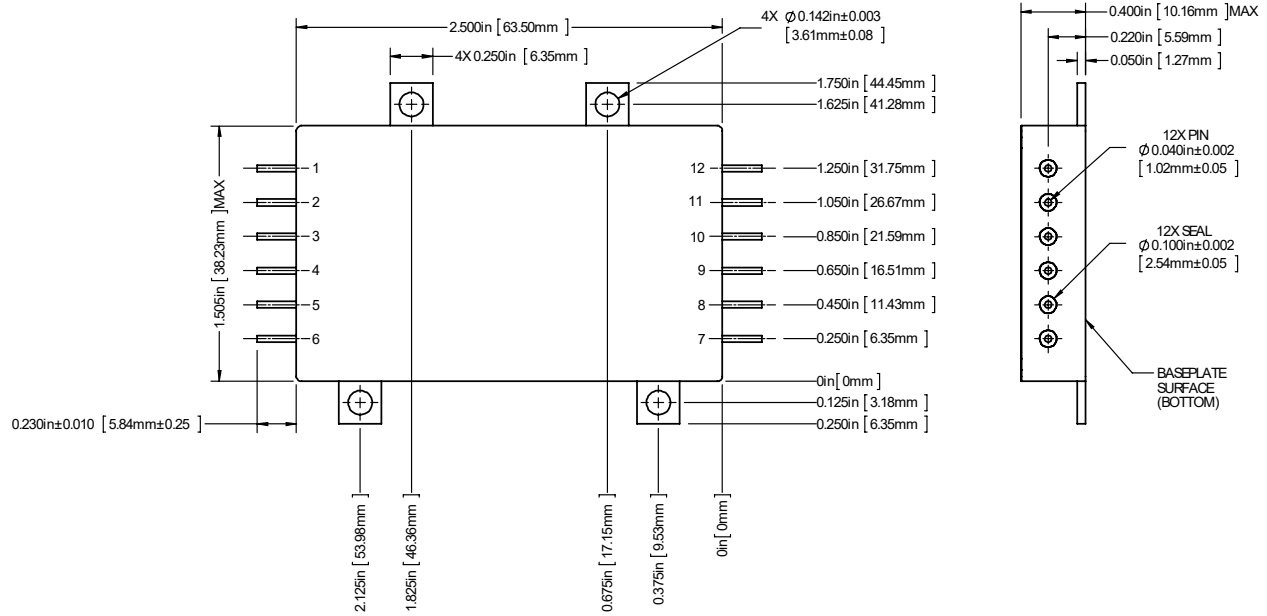 2.500in [ 63.50mm ]
4X 0.250in [ 6.35mm ]
4X Ø 0.142in±0.003
[ 3.61mm±0.08 ]
1.750in [ 44.45mm ]
1.625in [ 41.28mm ]
1.505in [ 38.23mm ] MAX
1
2
3
4
5
6
12
11
10
9
8
7
1.250in [ 31.75mm ]
1.050in [ 26.67mm ]
0.850in [ 21.59mm ]
0.650in [ 16.51mm ]
0.450in [ 11.43mm ]
0.250in [ 6.35mm ]
0in [ 0mm ]
0.125in [ 3.18mm ]
0.250in [ 6.35mm ]
0.230in±0.010 [ 5.84mm±0.25 ]
2.125in [ 53.98mm ]
1.825in [ 46.36mm ]
0.675in [ 17.15mm ]
0.375in [ 9.53mm ]
0in [ 0mm ]
0.400in [ 10.16mm ] MAX
0.220in [ 5.59mm ]
0.050in [ 1.27mm ]
12X PIN
Ø 0.040in±0.002
[ 1.02mm±0.05 ]
12X SEAL
Ø 0.100in±0.002
[ 2.54mm±0.05 ]
BASEPLATE
SURFACE
(BOTTOM)